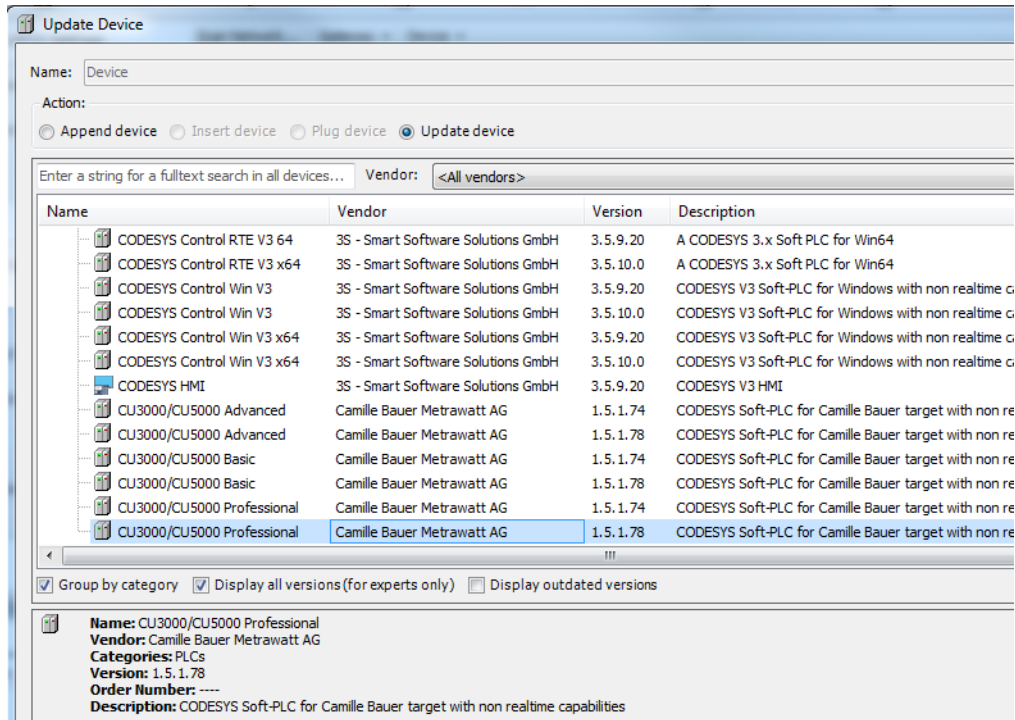 Update Device
Name: Device
Action:
Append device Insert device Plug device Update device
Enter a string for a fulltext search in all devices... Vendor: <All vendors>
Name Vendor Version Description
CODESYS Control RTE V3 64 3S - Smart Software Solutions GmbH 3.5.9.20 A CODESYS 3.x Soft PLC for Win64
CODESYS Control RTE V3 x64 3S - Smart Software Solutions GmbH 3.5.10.0 A CODESYS 3.x Soft PLC for Win64
CODESYS Control Win V3 3S - Smart Software Solutions GmbH 3.5.9.20 CODESYS V3 Soft-PLC for Windows with non realtime ca
CODESYS Control Win V3 3S - Smart Software Solutions GmbH 3.5.10.0 CODESYS V3 Soft-PLC for Windows with non realtime ca
CODESYS Control Win V3 x64 3S - Smart Software Solutions GmbH 3.5.9.20 CODESYS V3 Soft-PLC for Windows with non realtime ca
CODESYS Control Win V3 x64 3S - Smart Software Solutions GmbH 3.5.10.0 CODESYS V3 Soft-PLC for Windows with non realtime ca
CODESYS HMI 3S - Smart Software Solutions GmbH 3.5.9.20 CODESYS V3 HMI
CU3000/CU5000 Advanced Camille Bauer Metrawatt AG 1.5.1.74 CODESYS Soft-PLC for Camille Bauer target with non re
CU3000/CU5000 Advanced Camille Bauer Metrawatt AG 1.5.1.78 CODESYS Soft-PLC for Camille Bauer target with non re
CU3000/CU5000 Basic Camille Bauer Metrawatt AG 1.5.1.74 CODESYS Soft-PLC for Camille Bauer target with non re
CU3000/CU5000 Basic Camille Bauer Metrawatt AG 1.5.1.78 CODESYS Soft-PLC for Camille Bauer target with non re
CU3000/CU5000 Professional Camille Bauer Metrawatt AG 1.5.1.74 CODESYS Soft-PLC for Camille Bauer target with non re
CU3000/CU5000 Professional Camille Bauer Metrawatt AG 1.5.1.78 CODESYS Soft-PLC for Camille Bauer target with non re
Group by category Display all versions (for experts only) Display outdated versions
Name: CU3000/CU5000 Professional
Vendor: Camille Bauer Metrawatt AG
Categories: PLCs
Version: 1.5.1.78
Order Number: ----
Description: CODESYS Soft-PLC for Camille Bauer target with non realtime capabilities